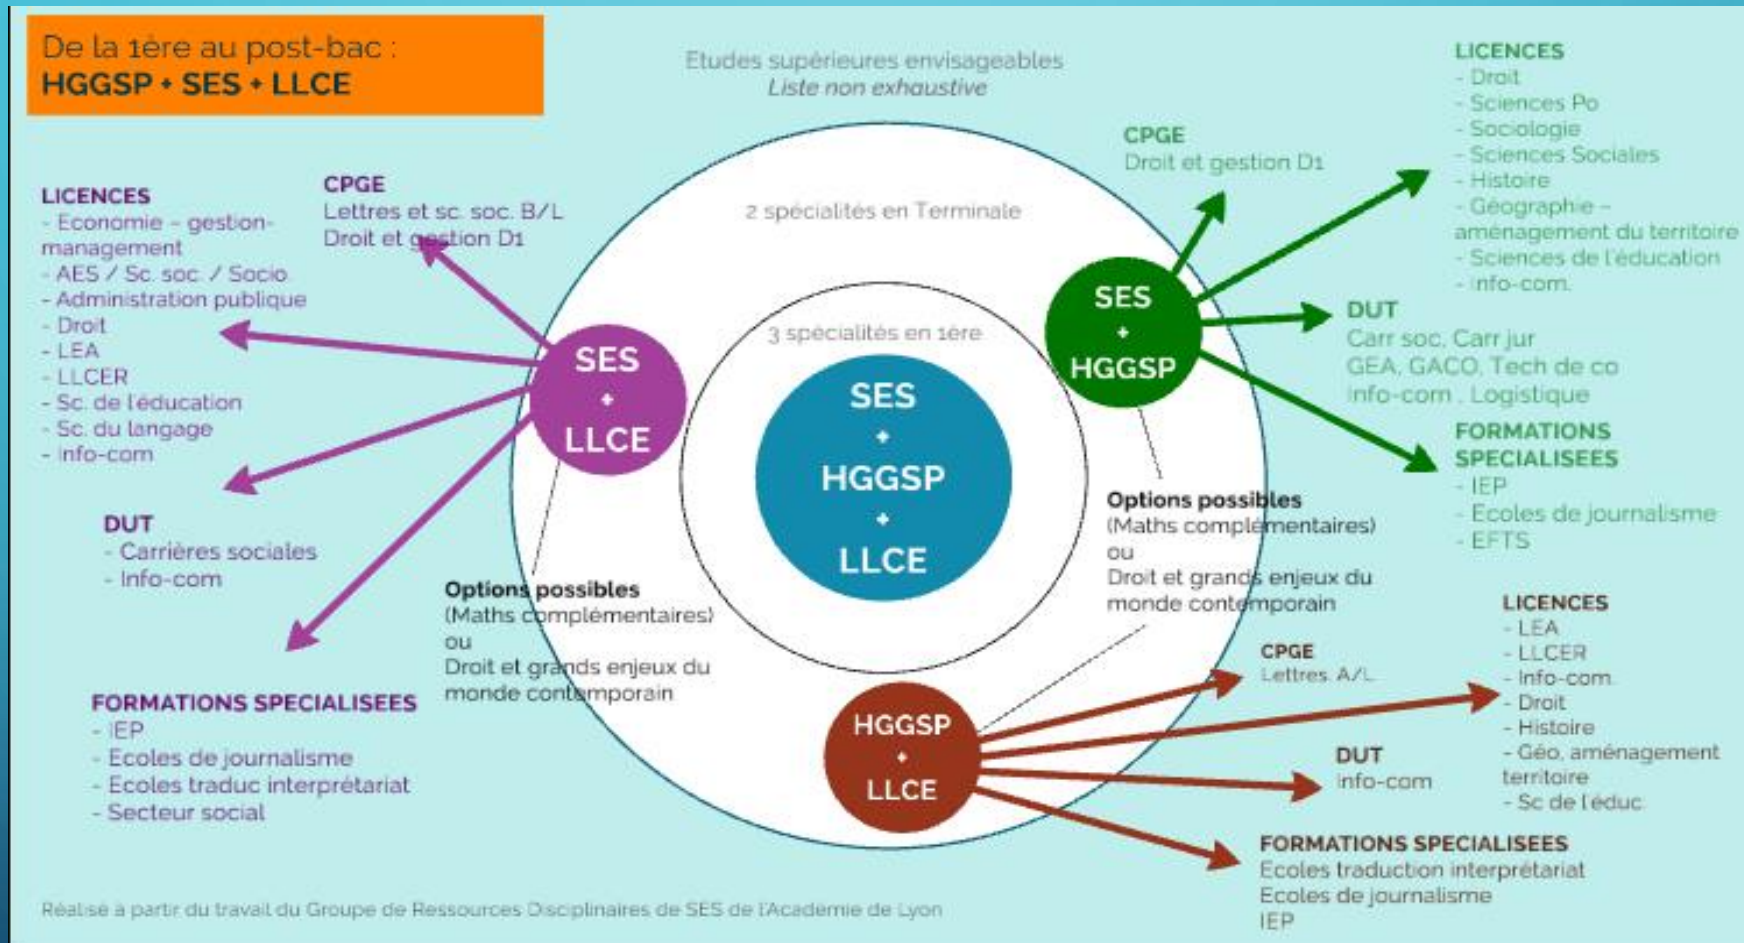 De la 1ère au post-bac :
HGGSP + SES + LLCE
Etudes supérieures envisageables
Liste non exhaustive
2 spécialités en Terminale
3 spécialités en 1ère
SES
+
HGGSP
+
LLCE
LICENCES
- Economie – gestion-
management
- AES / Sc. soc. / Socio.
- Administration publique
- Droit
- LEA
- LLCER
- Sc. de l'éducation
- Sc. du langage
- Info-com
CPGE
Lettres et sc. soc. B/L
Droit et gestion D1
SES
+
LLCE
DUT
- Carrières sociales
- Info-com
FORMATIONS SPECIALISEES
- IEP
- Ecoles de journalisme
- Ecoles traduc interprétariat
- Secteur social
Options possibles
(Maths complémentaires)
ou
Droit et grands enjeux du
monde contemporain
CPGE
Droit et gestion D1
SES
+
HGGSP
LICENCES
- Droit
- Sciences Po
- Sociologie
- Sciences Sociales
- Histoire
- Géographie –
aménagement du territoire
- Sciences de l'éducation
- Info-com.
DUT
Carr soc, Carr jur
GEA, GACO, Tech de co
Info-com , Logistique
FORMATIONS
SPECIALISEES
- IEP
- Ecoles de journalisme
- EFTS
Options possibles
(Maths complémentaires)
ou
Droit et grands enjeux du
monde contemporain
HGGSP
+
LLCE
CPGE
Lettres A/L
LICENCES
- LEA
- LLCER
- Info-com.
- Droit
- Histoire
- Géo, aménagement
territoire
- Sc de l'éduc.
DUT
Info-com
FORMATIONS SPECIALISEES
Ecoles traduction interprétariat
Ecoles de journalisme
IEP
Réalisé à partir du travail du Groupe de Ressources Disciplinaires de SES de l'Academie de Lyon